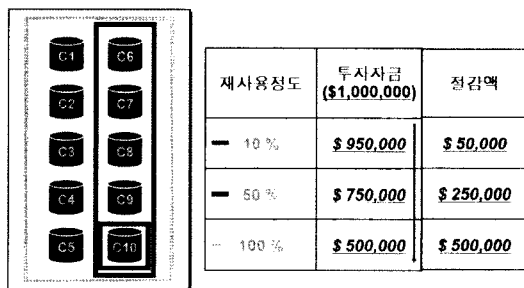 C1 C6
C2 C7
C3 C8
C4 C9
C5 C10
재사용정도 투자자금 ($1,000,000) 절감액
10 % $ 950,000 $ 50,000
50 % $ 750,000 $ 250,000
100 % $ 500,000 $ 500,000